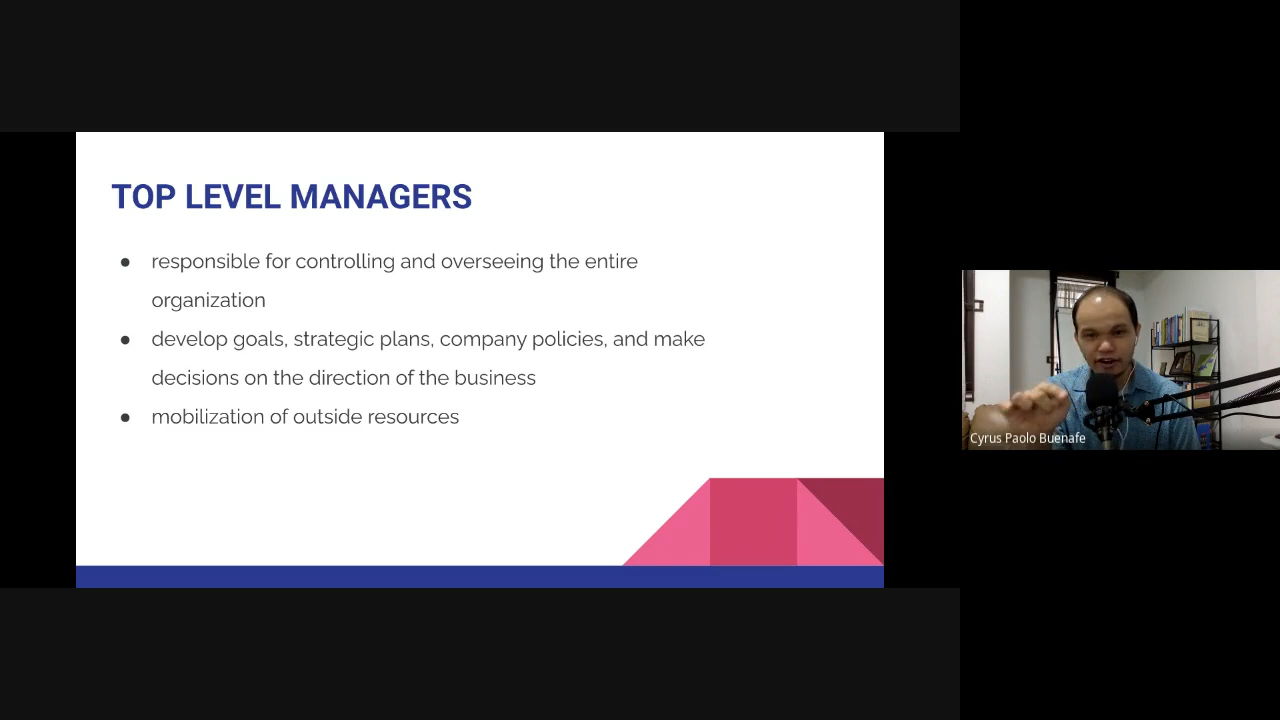 TOP LEVEL MANAGERS
● responsible for controlling and overseeing the entire
organization
● develop goals, strategic plans, company policies, and make
decisions on the direction of the business
● mobilization of outside resources
Cyrus Paolo Buenafe